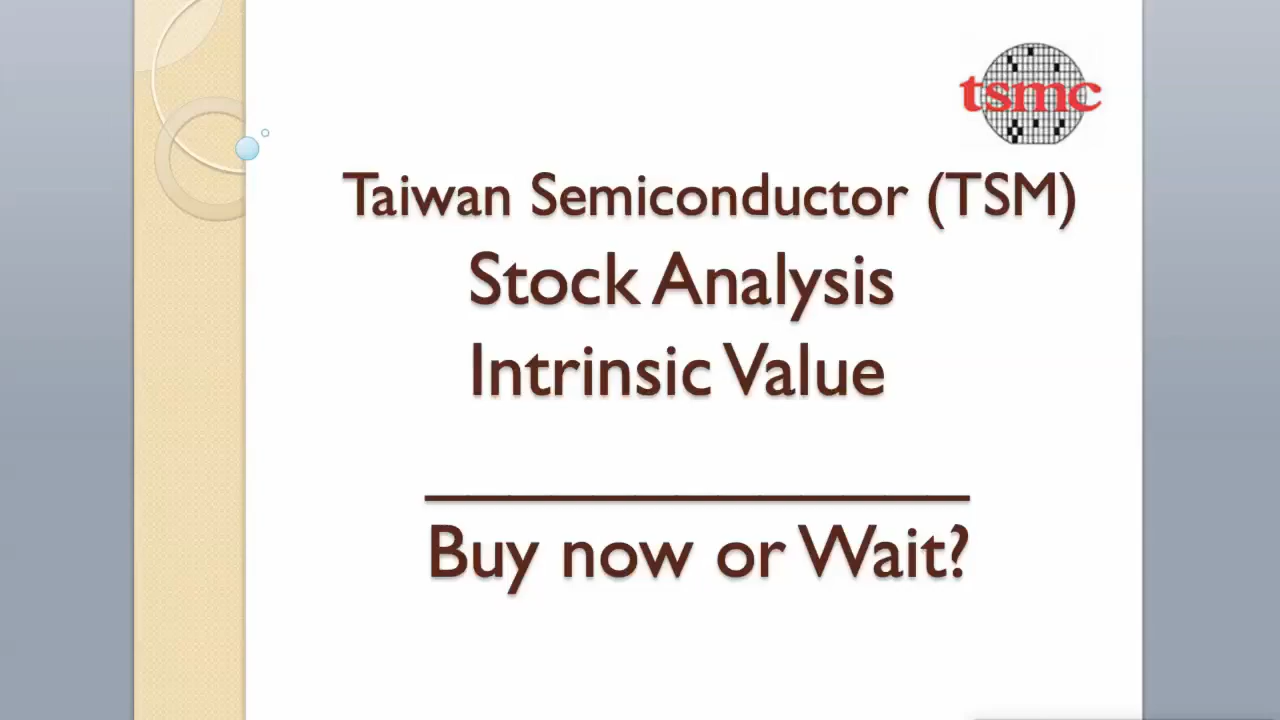 tsmc
Taiwan Semiconductor (TSM)
Stock Analysis
Intrinsic Value
Buy now or Wait?